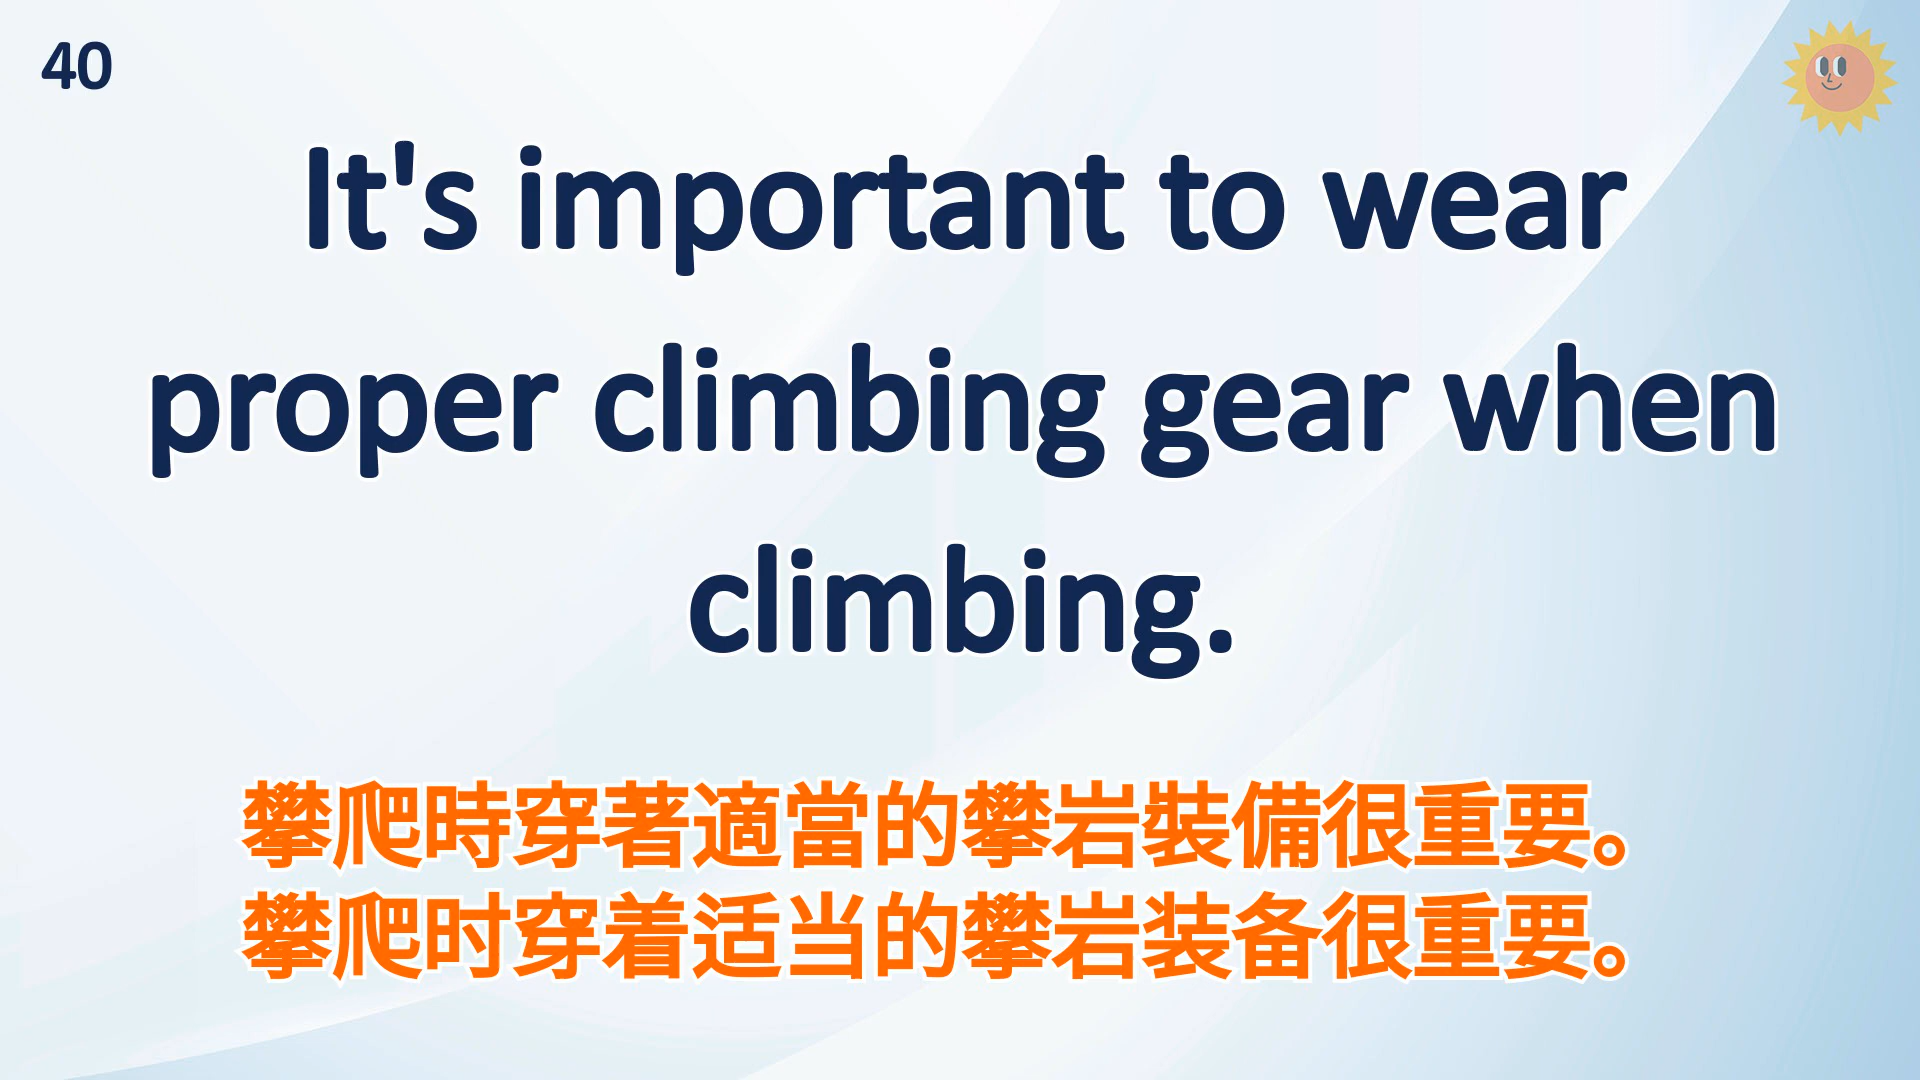 40
It's important to wear
proper climbing gear when
climbing.
攀爬時穿著適當的攀岩裝備很重要。
攀爬时穿着适当的攀岩装备很重要。